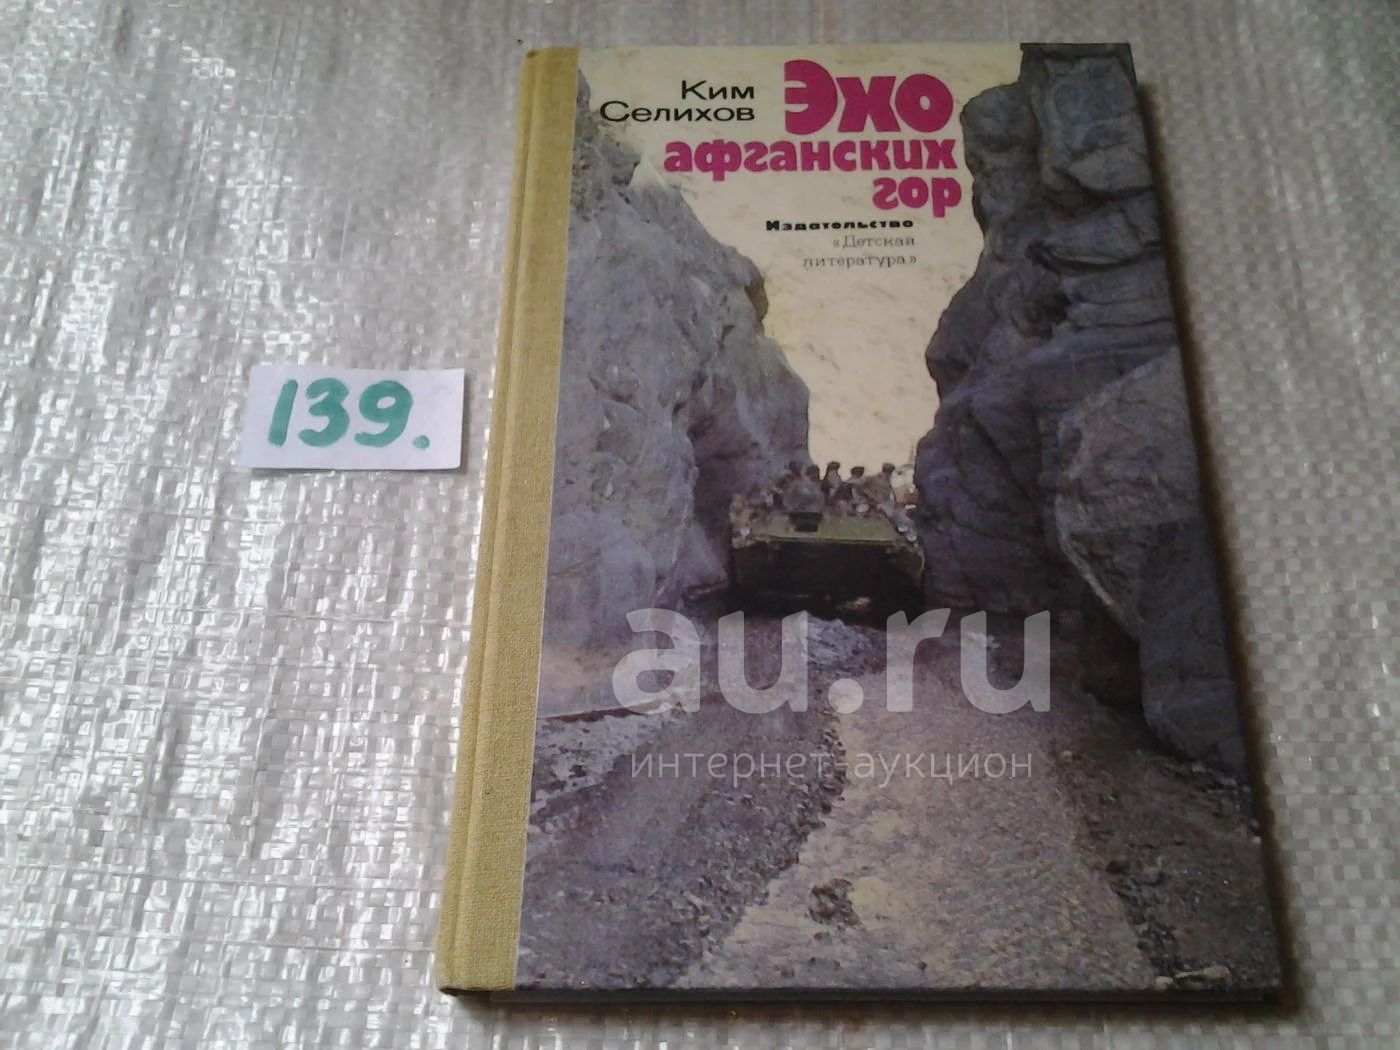 Ким
Селихов
Эхо
афганских
гор
Издательство
«Детская
литература»
139.
au.ru
интернет-аукцион